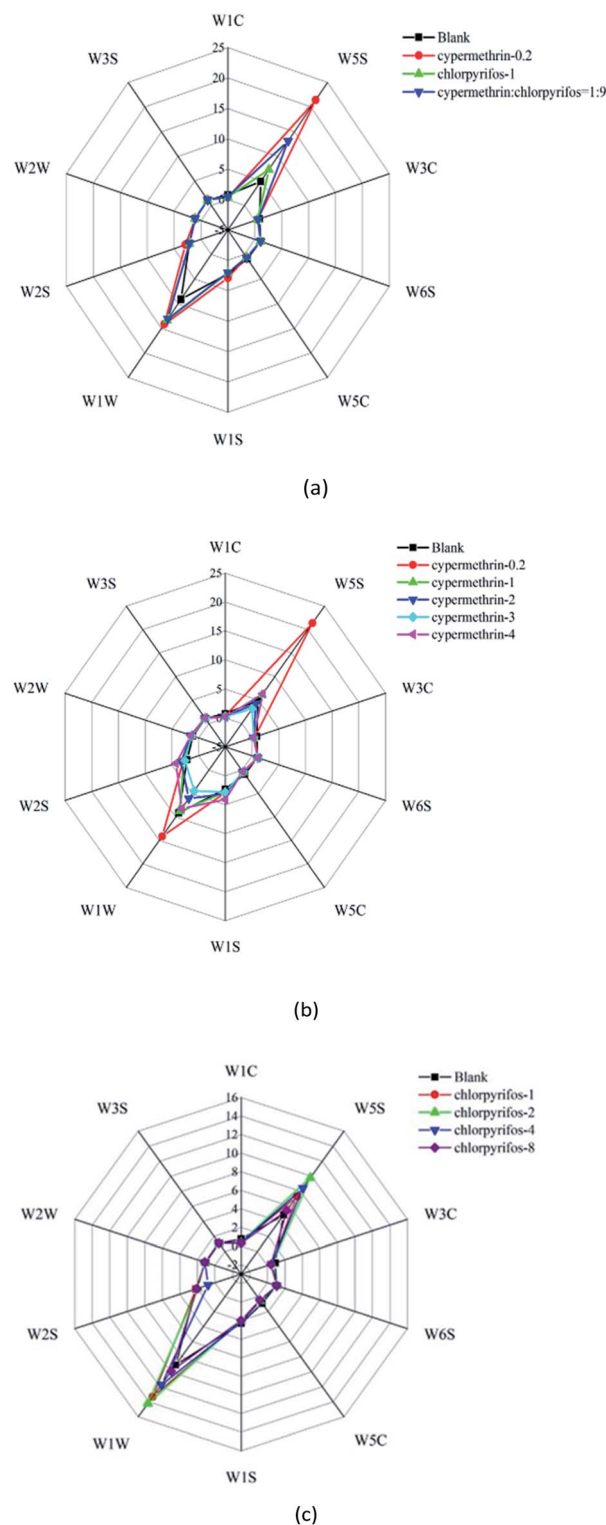 W1C
25
20
15
10
5
0
-5
W3S
W5S
W2W
W3C
W2S
W6S
W1W
W5C
W1S
Blank
cypermethrin-0.2
chlorpyrifos-1
cypermethrin:chlorpyrifos=1:9
(a)
W1C
25
20
15
10
5
0
-5
W3S
W5S
W2W
W3C
W2S
W6S
W1W
W5C
W1S
Blank
cypermethrin-0.2
cypermethrin-1
cypermethrin-2
cypermethrin-3
cypermethrin-4
(b)
W1C
16
14
12
10
8
6
4
2
0
-2
W3S
W5S
W2W
W3C
W2S
W6S
W1W
W5C
W1S
Blank
chlorpyrifos-1
chlorpyrifos-2
chlorpyrifos-4
chlorpyrifos-8
(c)